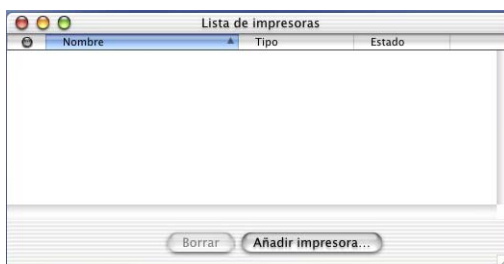 Lista de impresoras
Nombre Tipo Estado
Borrar Añadir impresora...